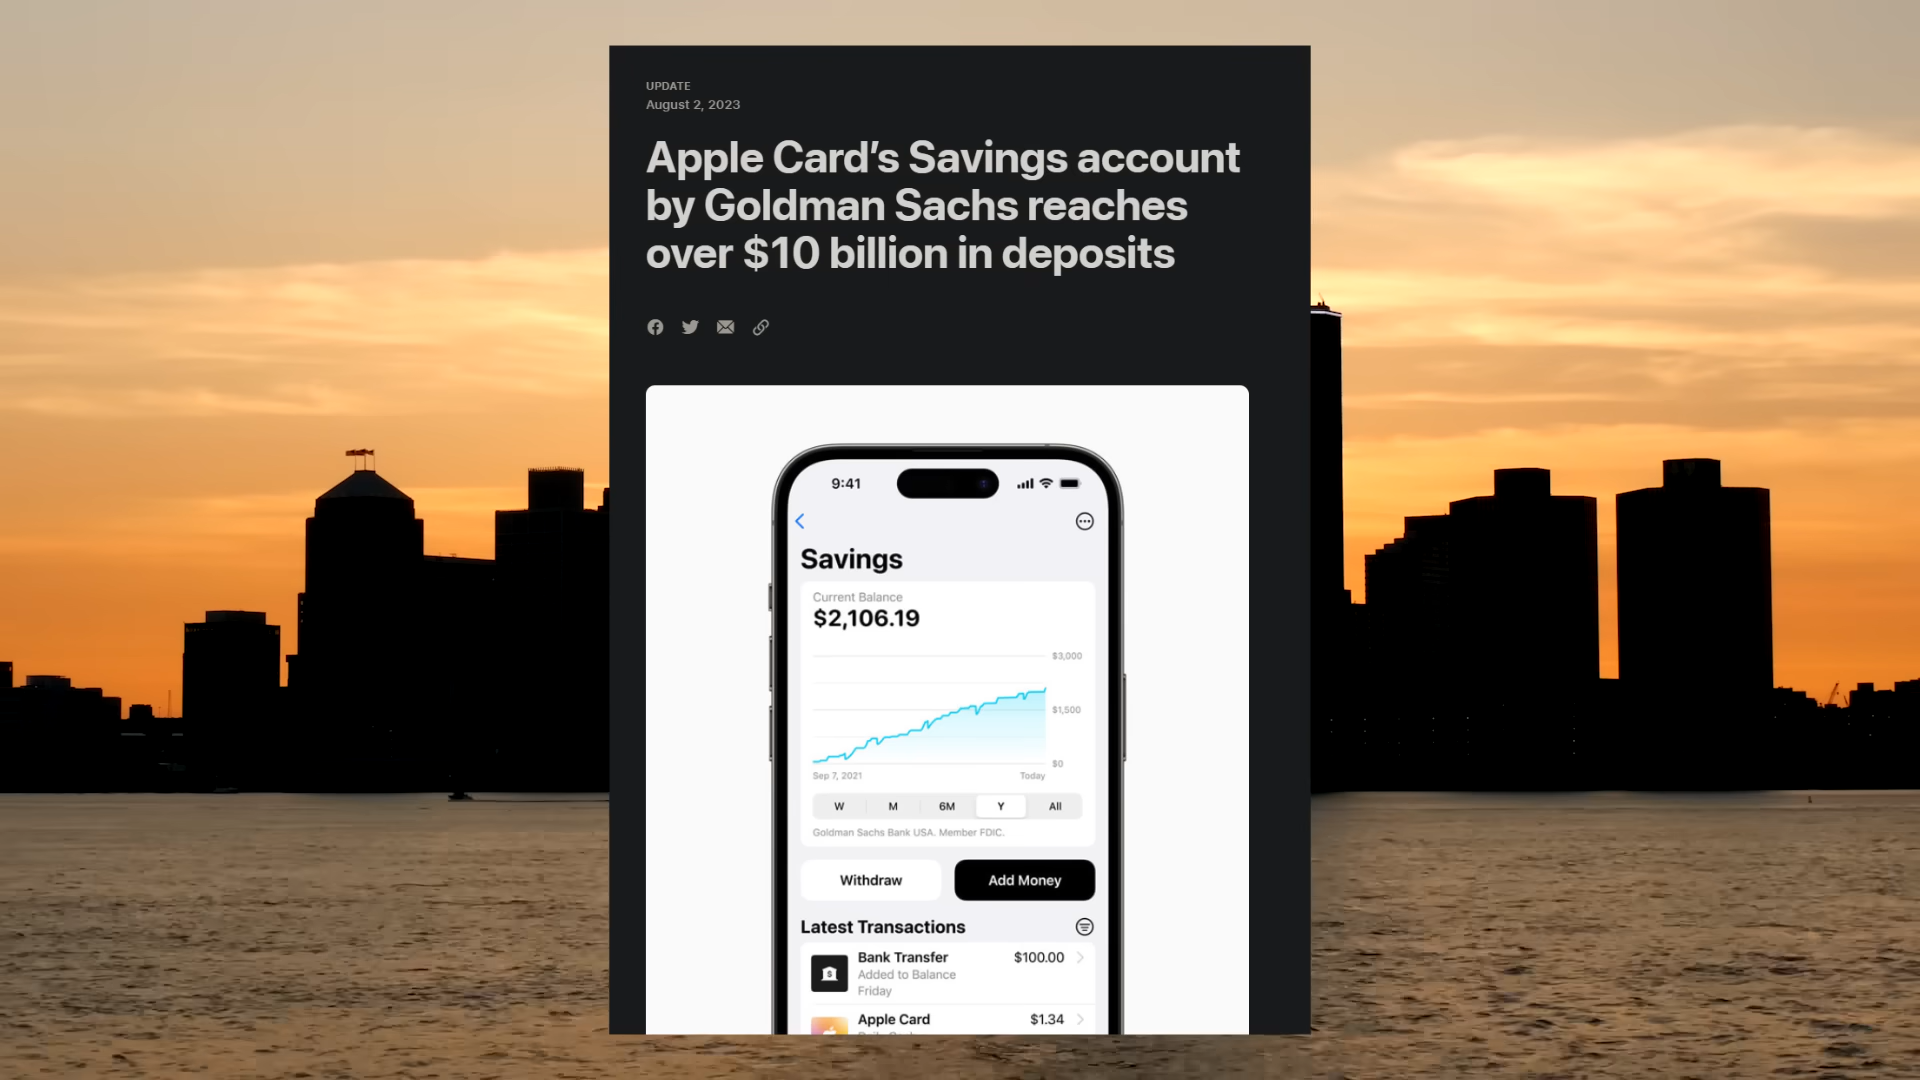 UPDATE
August 2, 2023
Apple Card’s Savings account
by Goldman Sachs reaches
over $10 billion in deposits
9:41
Savings
Current Balance
$2,106.19
$3,000
$1,500
$0
Sep 7, 2021 Today
W M 6M Y All
Goldman Sachs Bank USA. Member FDIC.
Withdraw Add Money
Latest Transactions
Bank Transfer $100.00
Added to Balance
Friday
Apple Card $1.34